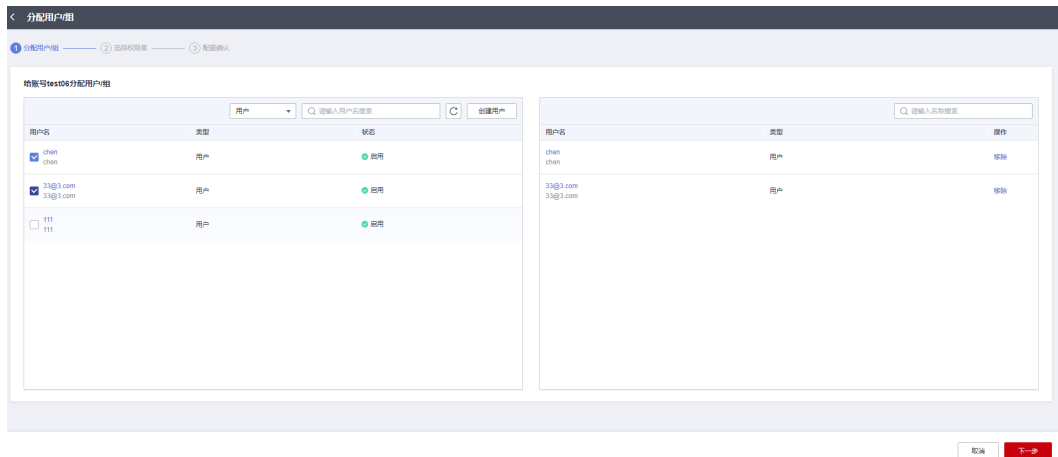 分配用户/组
1 分配用户/组 2 选择权限集 3 配置确认
给账号test06分配用户/组
用户 请输入用户名搜索 创建用户
用户名 类型 状态
chen
chen
用户 启用
33@3.com
33@3.com
用户 启用
111
111
用户 启用
请输入名称搜索
用户名 类型 操作
chen
chen
用户 移除
33@3.com
33@3.com
用户 移除
取消 下一步